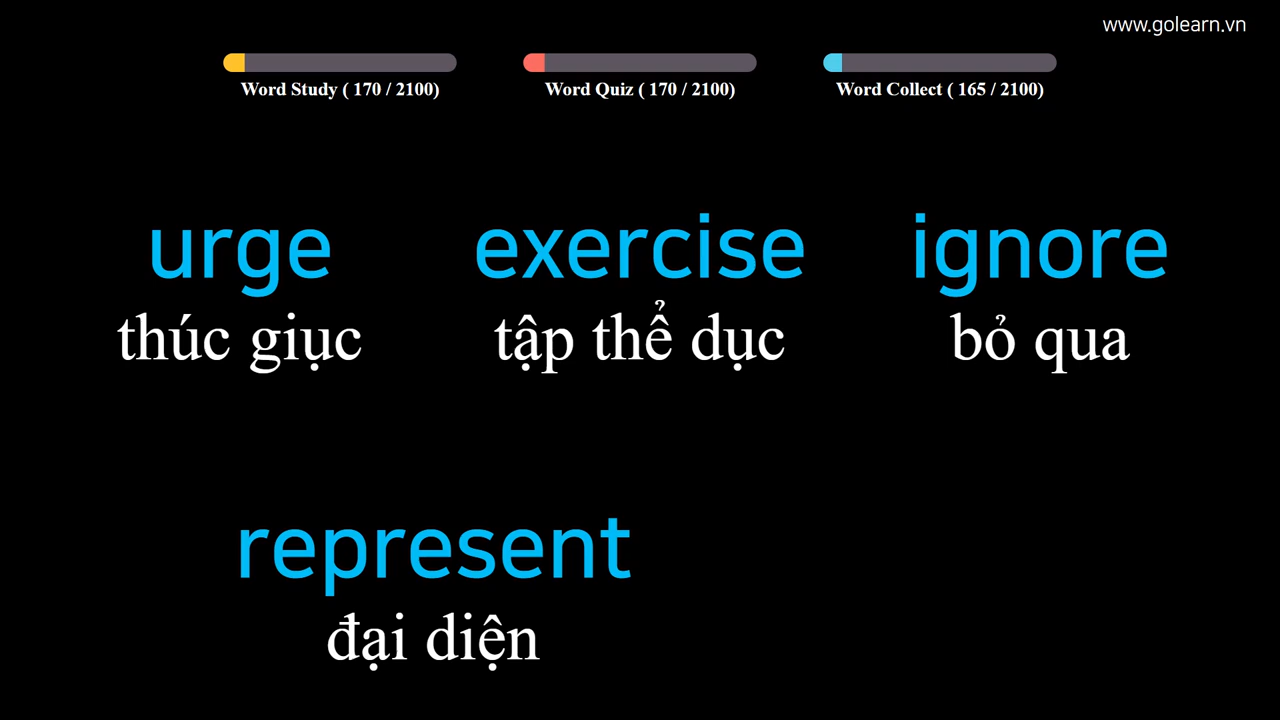 www.golearn.vn
Word Study ( 170 / 2100)
Word Quiz ( 170 / 2100)
Word Collect ( 165 / 2100)
urge
thúc giục
exercise
tập thể dục
ignore
bỏ qua
represent
đại diện